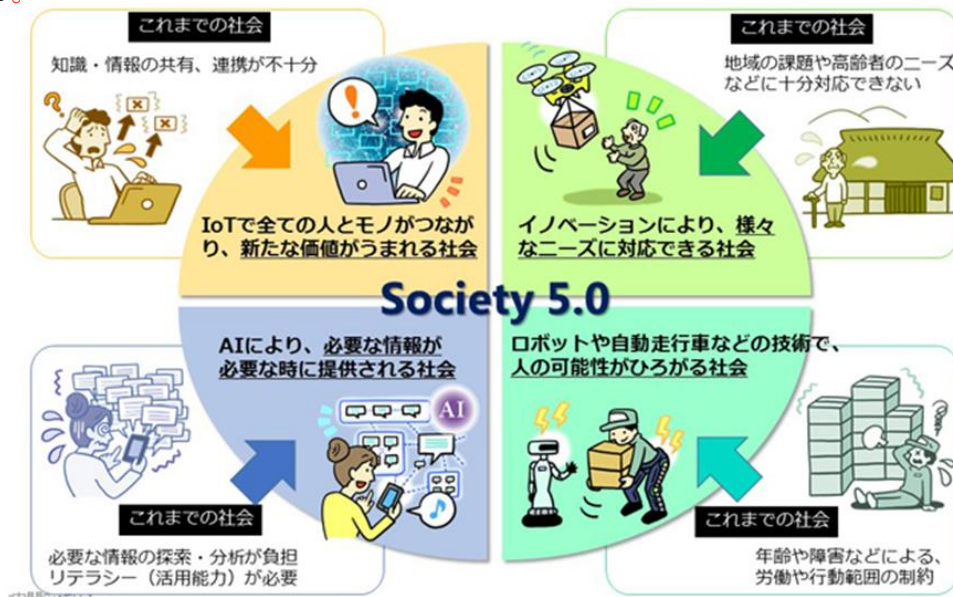 これまでの社会
知識・情報の共有、連携が不十分
IoTで全ての人とモノがつなが
り、新たな価値がうまれる社会
これまでの社会
地域の課題や高齢者のニーズ
などに十分対応できない
イノベーションにより、様々
なニーズに対応できる社会
Society 5.0
AIにより、必要な情報が
必要な時に提供される社会
AI
これまでの社会
必要な情報の探索・分析が負担
リテラシー（活用能力）が必要
ロボットや自動走行車などの技術で、
人の可能性がひろがる社会
これまでの社会
年齢や障害などによる、
労働や行動範囲の制約